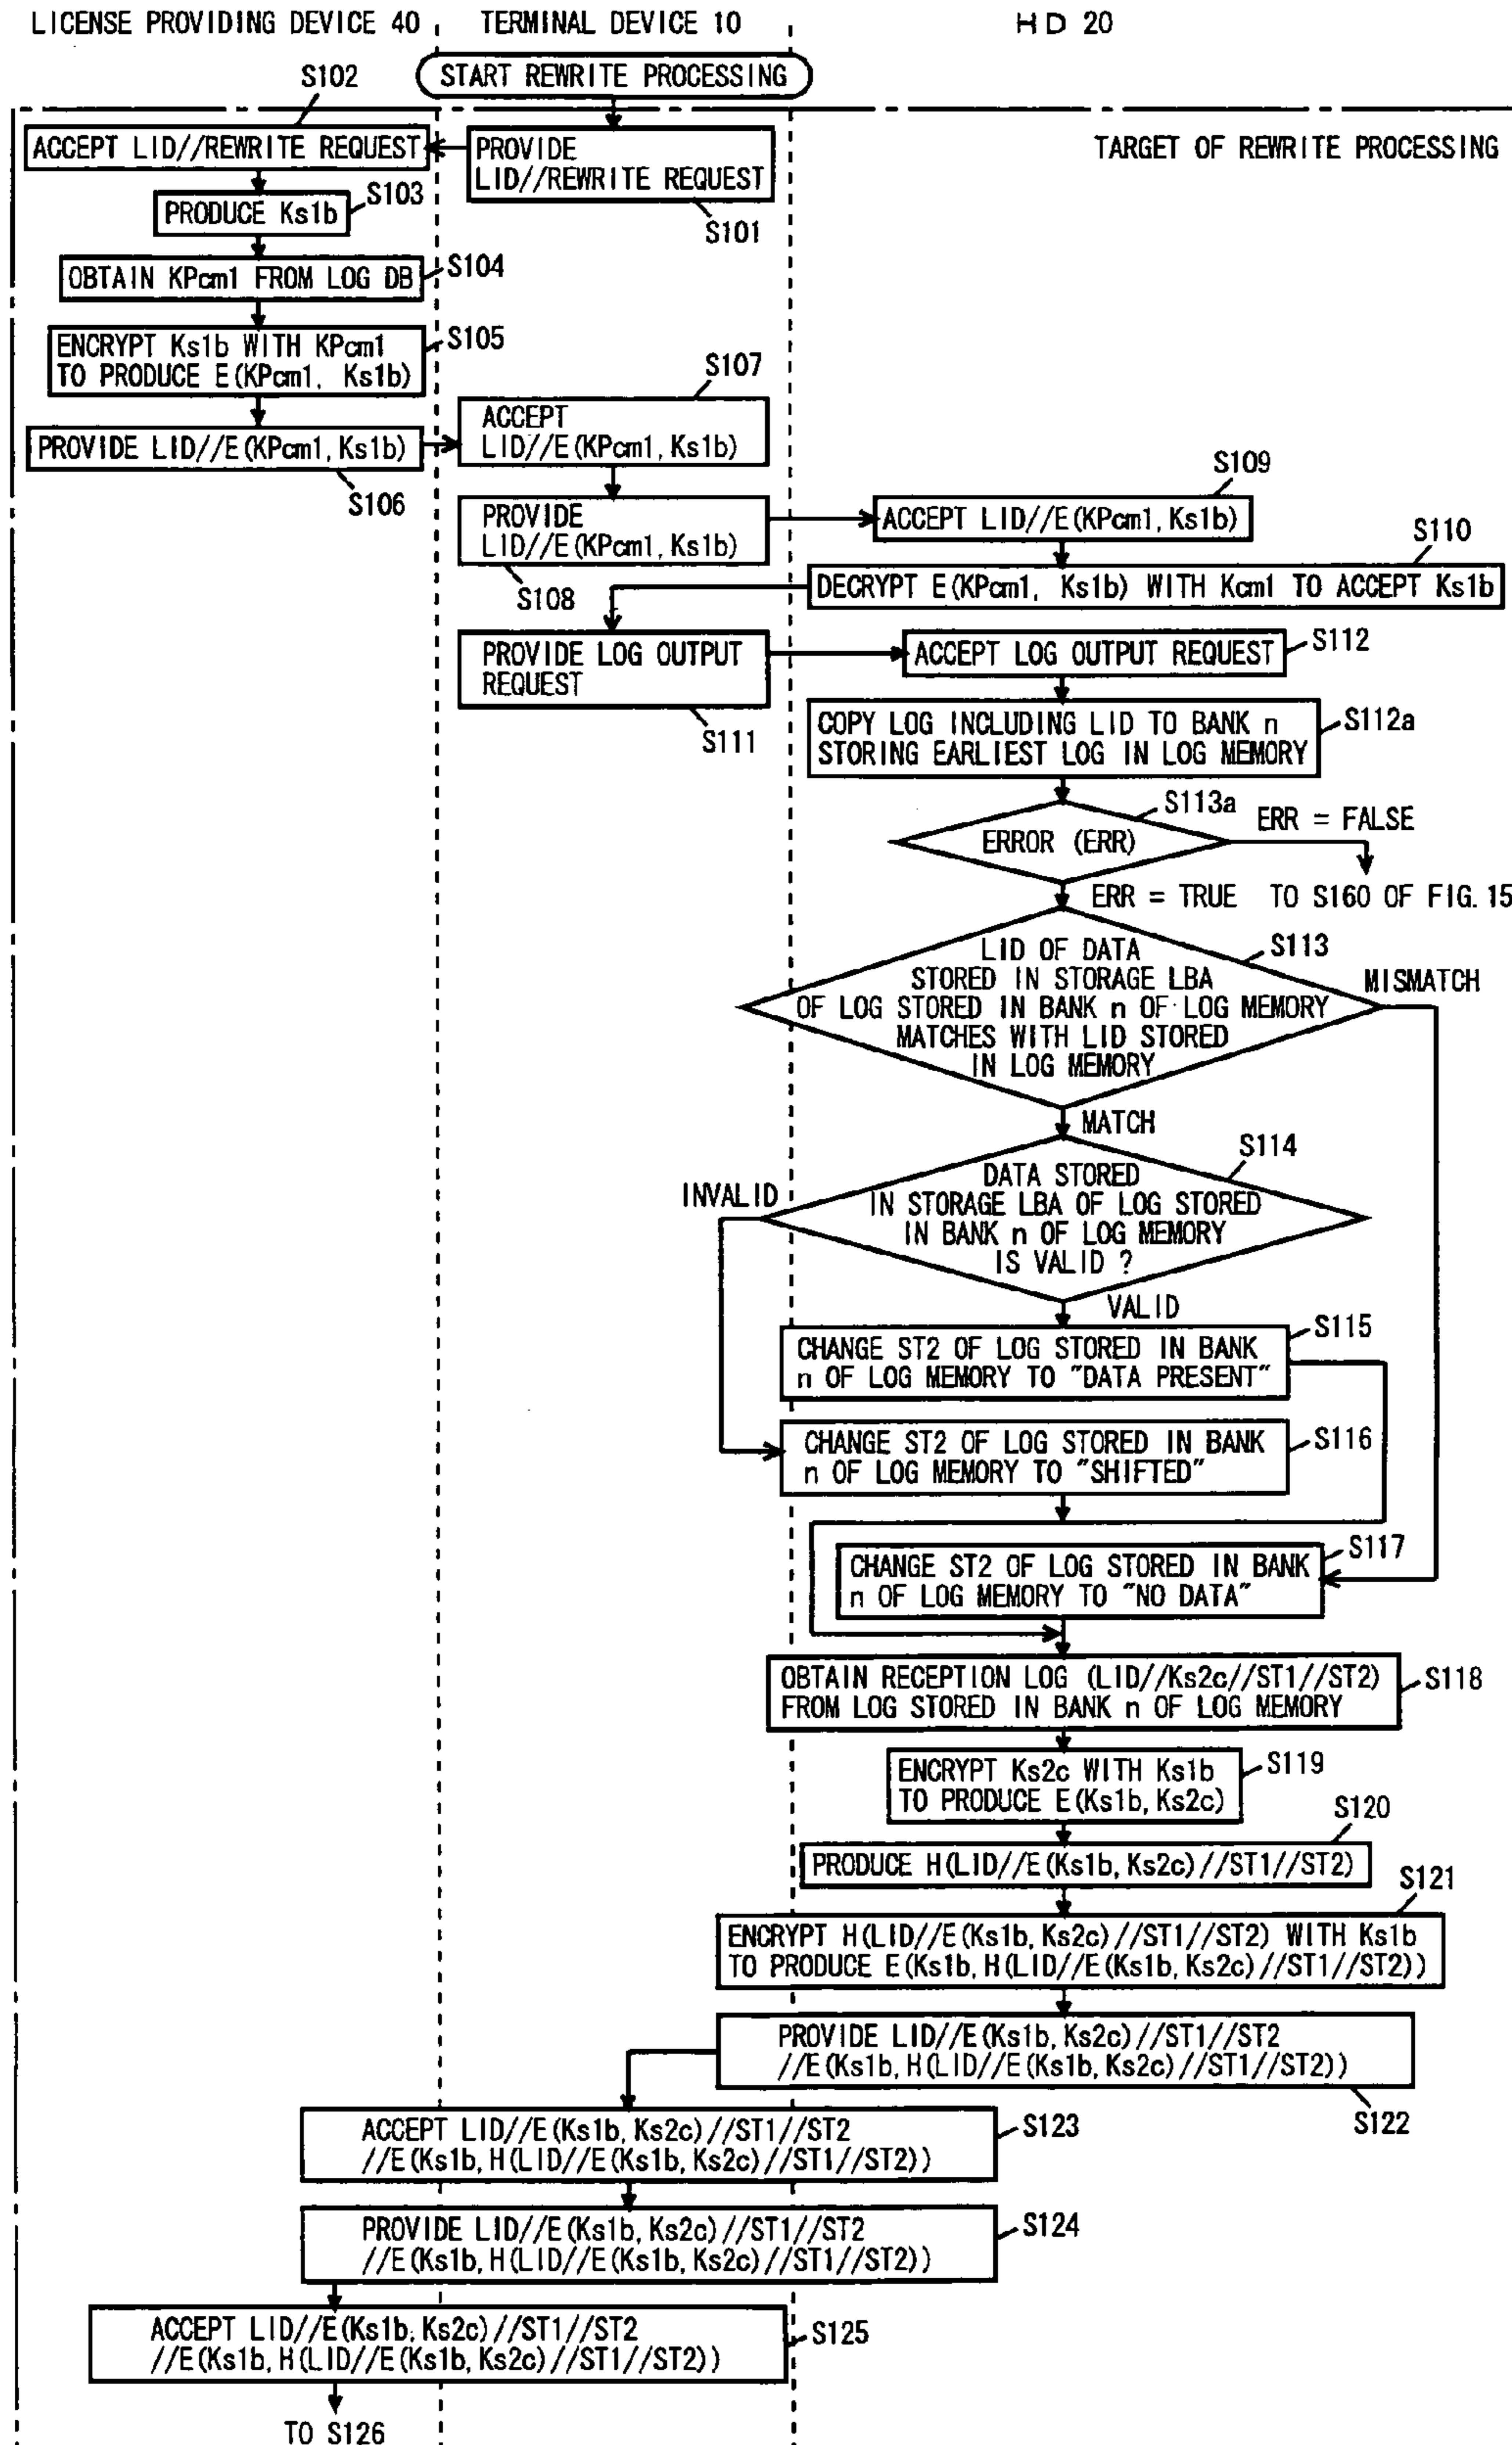 LICENSE PROVIDING DEVICE 40
TERMINAL DEVICE 10
HD 20
START REWRITE PROCESSING
TARGET OF REWRITE PROCESSING
S102
ACCEPT LID//REWRITE REQUEST
PROVIDE
LID//REWRITE REQUEST
S101
PRODUCE Ks1b
S103
OBTAIN KPcm1 FROM LOG DB
S104
ENCRYPT Ks1b WITH KPcm1
TO PRODUCE E(KPcm1, Ks1b)
S105
PROVIDE LID//E(KPcm1, Ks1b)
S106
S107
ACCEPT
LID//E(KPcm1, Ks1b)
PROVIDE
LID//E(KPcm1, Ks1b)
S108
S109
ACCEPT LID//E(KPcm1, Ks1b)
S110
DECRYPT E(KPcm1, Ks1b) WITH Kcm1 TO ACCEPT Ks1b
PROVIDE LOG OUTPUT
REQUEST
S111
ACCEPT LOG OUTPUT REQUEST
S112
COPY LOG INCLUDING LID TO BANK n
STORING EARLIEST LOG IN LOG MEMORY
S112a
S113a
ERROR (ERR)
ERR = FALSE
ERR = TRUE
TO S160 OF FIG. 15
S113
LID OF DATA
STORED IN STORAGE LBA
OF LOG STORED IN BANK n OF LOG MEMORY
MATCHES WITH LID STORED
IN LOG MEMORY
MISMATCH
MATCH
S114
DATA STORED
IN STORAGE LBA OF LOG STORED
IN BANK n OF LOG MEMORY
IS VALID ?
INVALID
VALID
CHANGE ST2 OF LOG STORED IN BANK
n OF LOG MEMORY TO "DATA PRESENT"
S115
CHANGE ST2 OF LOG STORED IN BANK
n OF LOG MEMORY TO "SHIFTED"
S116
CHANGE ST2 OF LOG STORED IN BANK
n OF LOG MEMORY TO "NO DATA"
S117
OBTAIN RECEPTION LOG (LID//Ks2c//ST1//ST2)
FROM LOG STORED IN BANK n OF LOG MEMORY
S118
ENCRYPT Ks2c WITH Ks1b
TO PRODUCE E(Ks1b, Ks2c)
S119
S120
PRODUCE H(LID//E(Ks1b, Ks2c)//ST1//ST2)
S121
ENCRYPT H(LID//E(Ks1b, Ks2c)//ST1//ST2) WITH Ks1b
TO PRODUCE E(Ks1b, H(LID//E(Ks1b, Ks2c)//ST1//ST2))
PROVIDE LID//E(Ks1b, Ks2c)//ST1//ST2
//E(Ks1b, H(LID//E(Ks1b, Ks2c)//ST1//ST2))
S122
ACCEPT LID//E(Ks1b, Ks2c)//ST1//ST2
//E(Ks1b, H(LID//E(Ks1b, Ks2c)//ST1//ST2))
S123
PROVIDE LID//E(Ks1b, Ks2c)//ST1//ST2
//E(Ks1b, H(LID//E(Ks1b, Ks2c)//ST1//ST2))
S124
ACCEPT LID//E(Ks1b, Ks2c)//ST1//ST2
//E(Ks1b, H(LID//E(Ks1b, Ks2c)//ST1//ST2))
S125
TO S126